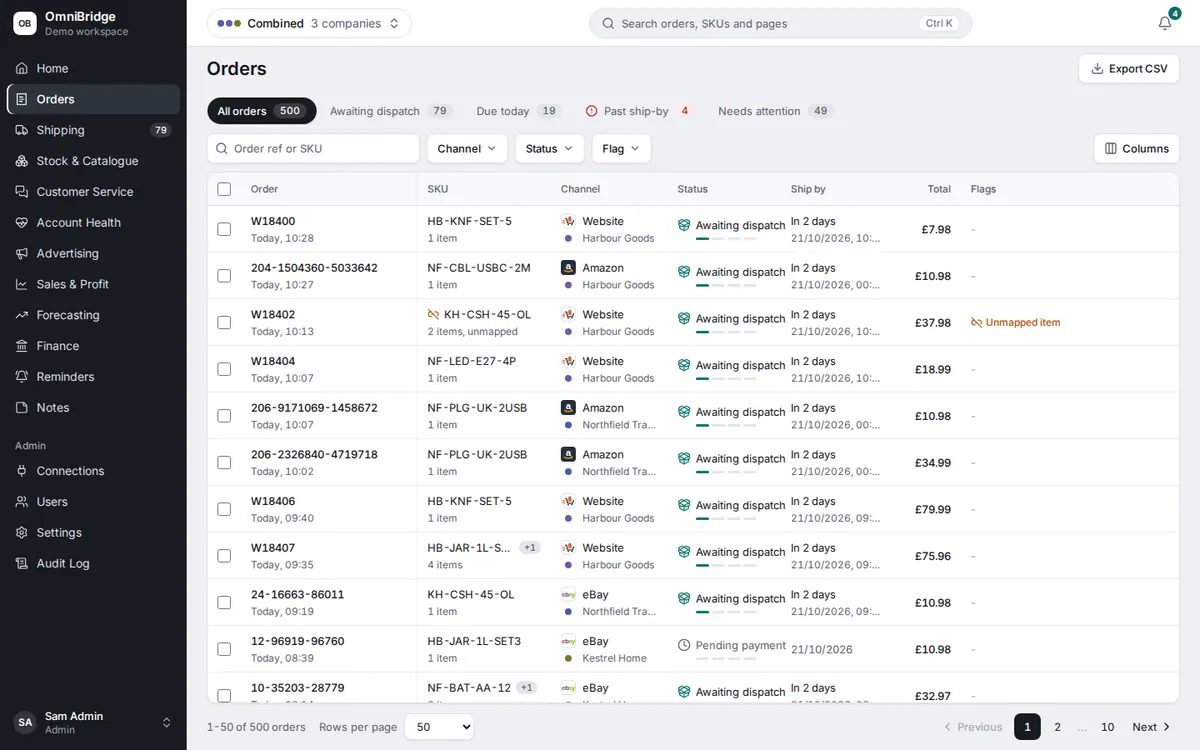 OB
OmniBridge
Demo workspace
Home
Orders
Shipping 79
Stock & Catalogue
Customer Service
Account Health
Advertising
Sales & Profit
Forecasting
Finance
Reminders
Notes
Admin
Connections
Users
Settings
Audit Log
SA
Sam Admin
Admin
Combined 3 companies
Search orders, SKUs and pages Ctrl K
4
Orders
Export CSV
All orders 500 Awaiting dispatch 79 Due today 19 Past ship-by 4 Needs attention 49
Order ref or SKU Channel Status Flag Columns
Order SKU Channel Status Ship by Total Flags
W18400 HB-KNF-SET-5 Website Awaiting dispatch In 2 days £7.98 -
Today, 10:28 1 item Harbour Goods 21/10/2026, 10:...
204-1504360-5033642 NF-CBL-USBC-2M Amazon Awaiting dispatch In 2 days £10.98 -
Today, 10:27 1 item Harbour Goods 21/10/2026, 00:...
W18402 KH-CSH-45-OL Website Awaiting dispatch In 2 days £37.98 Unmapped item
Today, 10:13 2 items, unmapped Harbour Goods 21/10/2026, 10:...
W18404 NF-LED-E27-4P Website Awaiting dispatch In 2 days £18.99 -
Today, 10:07 1 item Harbour Goods 21/10/2026, 10:...
206-9171069-1458672 NF-PLG-UK-2USB Amazon Awaiting dispatch In 2 days £10.98 -
Today, 10:07 1 item Northfield Tra... 21/10/2026, 00:...
206-2326840-4719718 NF-PLG-UK-2USB Amazon Awaiting dispatch In 2 days £34.99 -
Today, 10:02 1 item Northfield Tra... 21/10/2026, 00:...
W18406 HB-KNF-SET-5 Website Awaiting dispatch In 2 days £79.99 -
Today, 09:40 1 item Harbour Goods 21/10/2026, 09:...
W18407 HB-JAR-1L-S... +1 Website Awaiting dispatch In 2 days £75.96 -
Today, 09:35 4 items Harbour Goods 21/10/2026, 09:...
24-16663-86011 KH-CSH-45-OL ebay eBay Awaiting dispatch In 2 days £10.98 -
Today, 09:19 1 item Northfield Tra... 21/10/2026, 09:...
12-96919-96760 HB-JAR-1L-SET3 ebay eBay Pending payment 21/10/2026 £10.98 -
Today, 08:39 1 item Kestrel Home
10-35203-28779 NF-BAT-AA-12 +1 ebay eBay Awaiting dispatch In 2 days £32.97 -
1-50 of 500 orders Rows per page 50 Previous 1 2 ... 10 Next